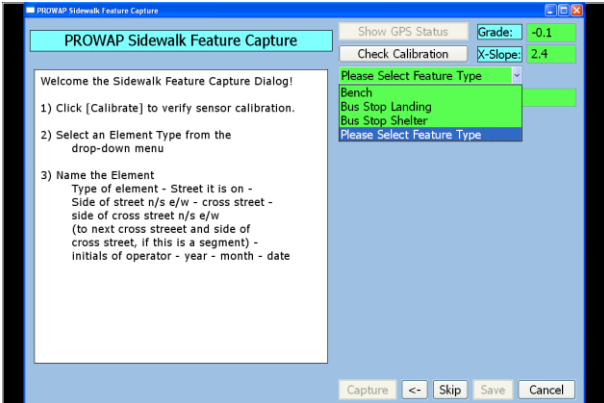 PROWAP Sidewalk Feature Capture
PROWAP Sidewalk Feature Capture
Show GPS Status
Grade:
-0.1
Check Calibration
X-Slope:
2.4
Please Select Feature Type
Bench
Bus Stop Landing
Bus Stop Shelter
Please Select Feature Type
Welcome the Sidewalk Feature Capture Dialog!
1) Click [Calibrate] to verify sensor calibration.
2) Select an Element Type from the
drop-down menu
3) Name the Element
Type of element - Street it is on -
Side of street n/s e/w - cross street -
side of cross street n/s e/w
(to next cross streeet and side of
cross street, if this is a segment) -
initials of operator - year - month - date
Capture
<-
Skip
Save
Cancel